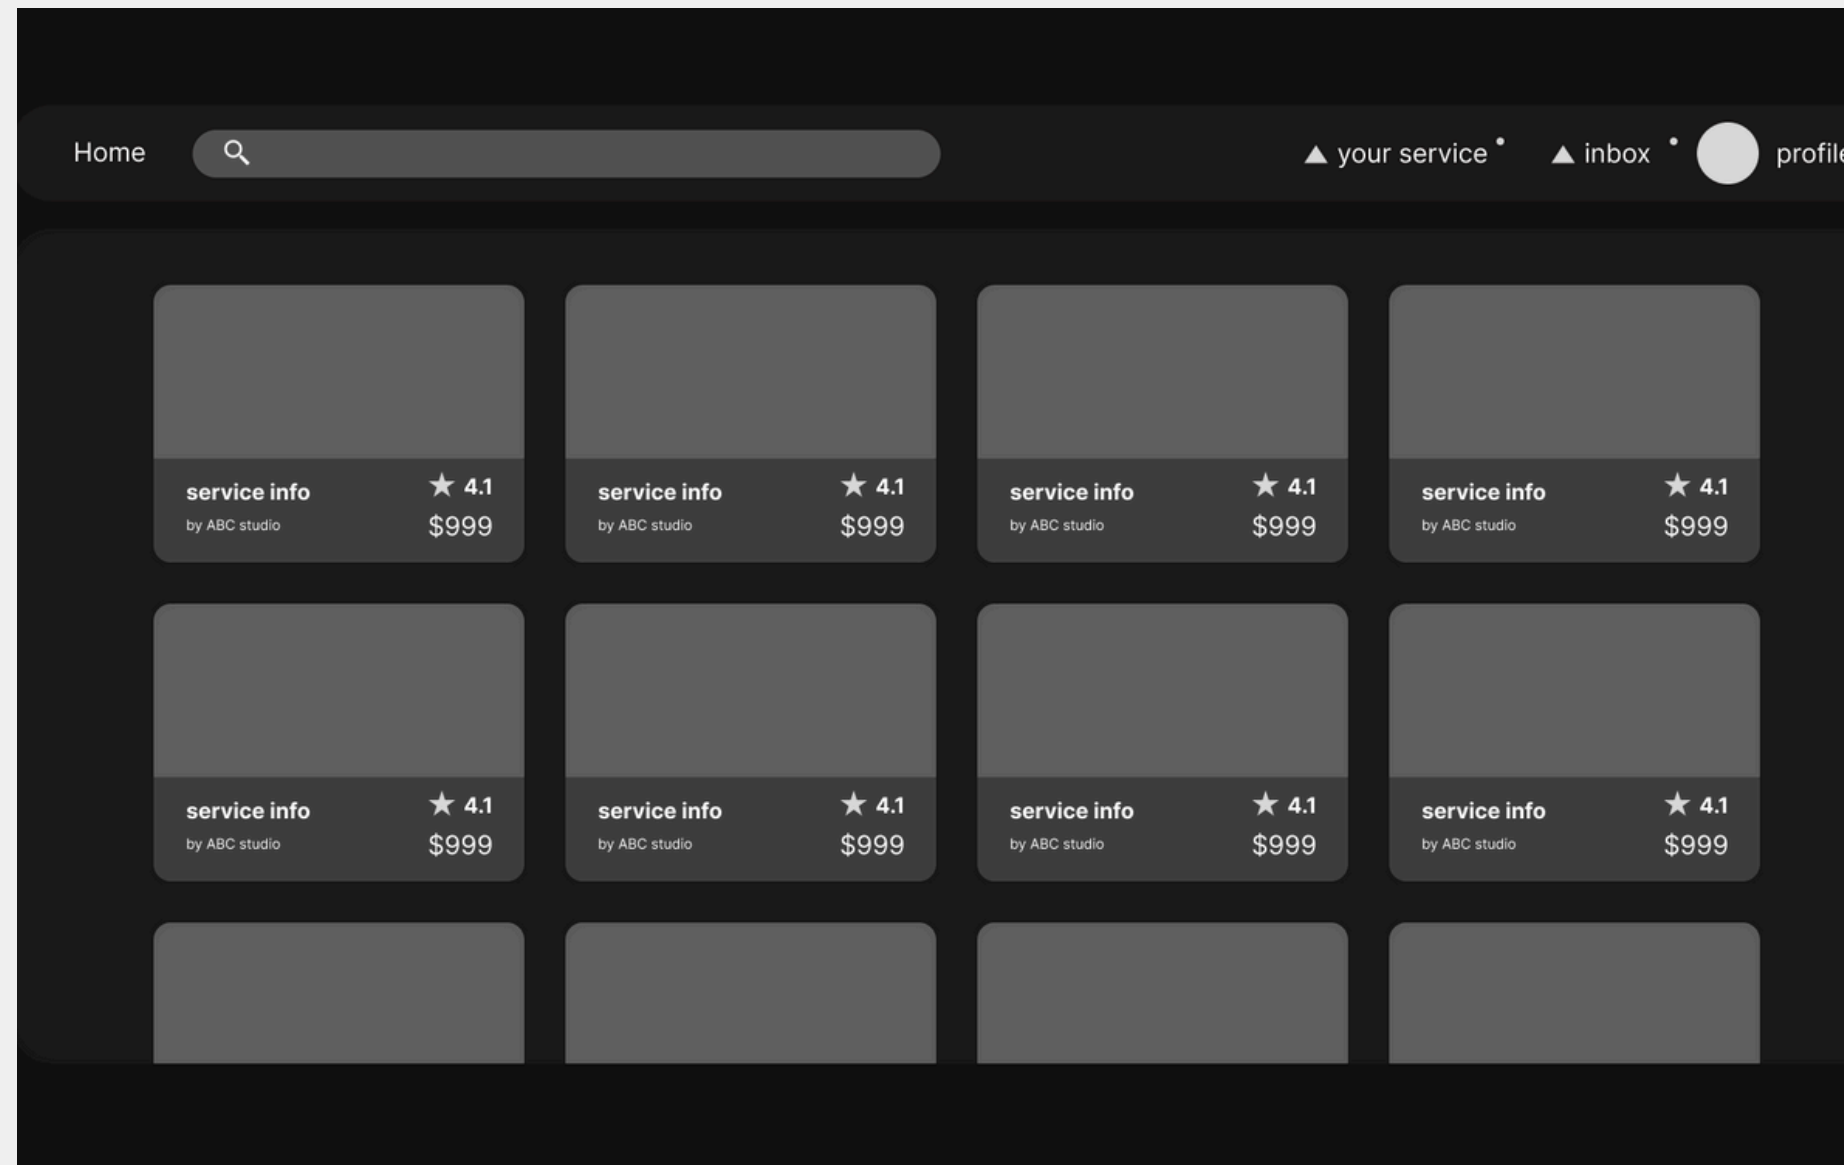 Home your service inbox profile
service info 4.1 service info 4.1 service info 4.1 service info 4.1
by ABC studio $999 by ABC studio $999 by ABC studio $999 by ABC studio $999
service info 4.1 service info 4.1 service info 4.1 service info 4.1
by ABC studio $999 by ABC studio $999 by ABC studio $999 by ABC studio $999